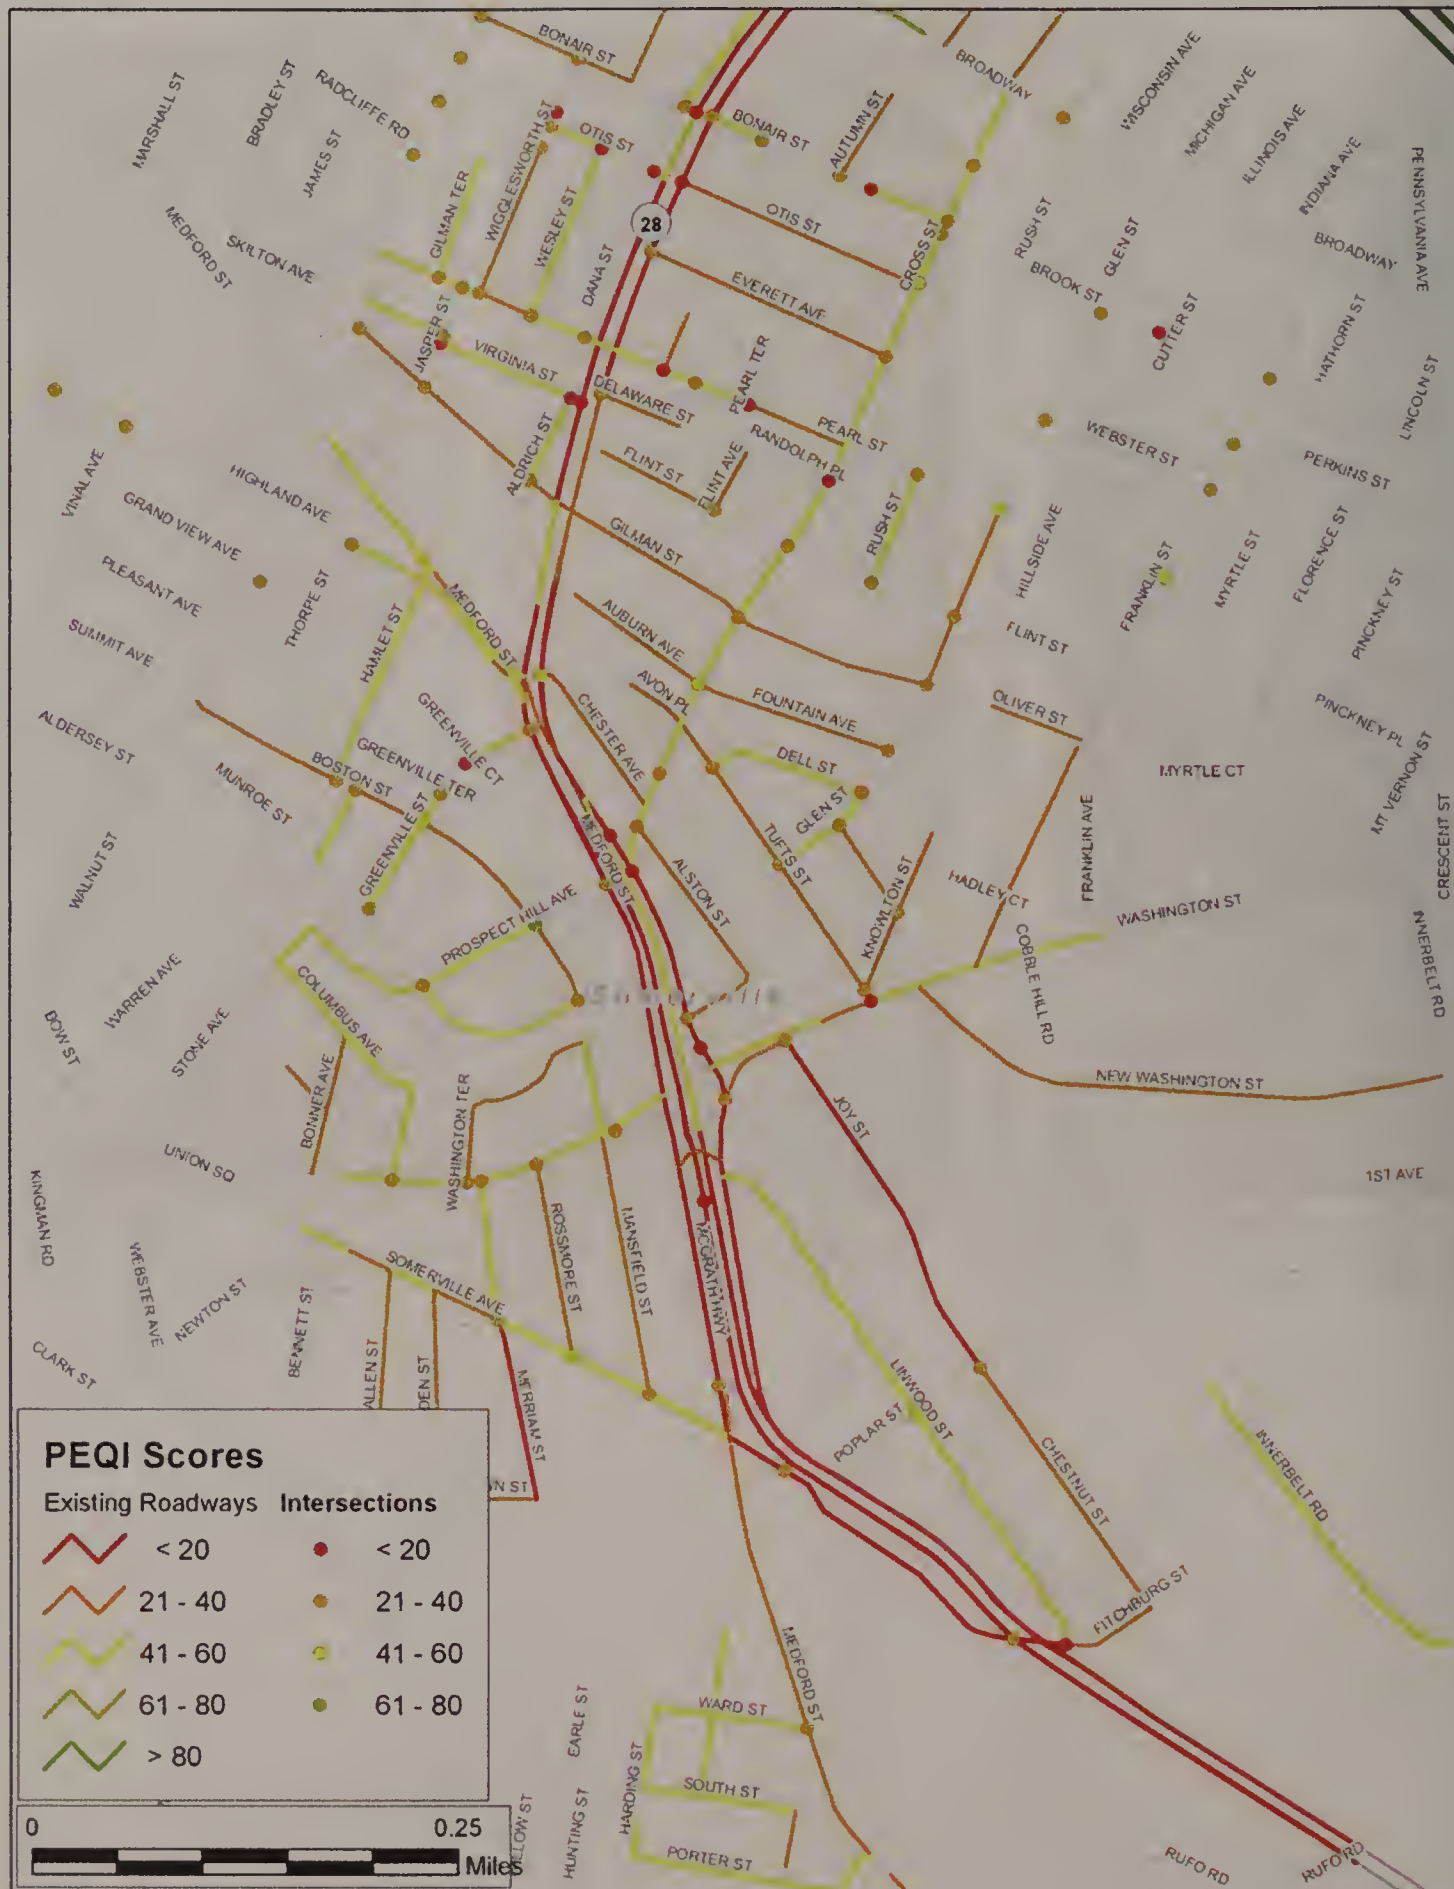 BONAIR ST
BROADWAY
WISCONSIN AVE
MARSHALL ST
BRADLEY ST
RADCLIFFE RD
JAMES ST
WIGGLESWORTH ST
OTIS ST
BONAIR ST
AUTUMN ST
MICHIGAN AVE
ILLINOIS AVE
INDIANA AVE
PENNSYLVANIA AVE
MEDFORD ST
SKILTON AVE
GILMAN TER
WESLEY ST
DANA ST
28
OTIS ST
CROSS ST
RUSH ST
GLEN ST
BROOK ST
BROADWAY
EVERETT AVE
JASPER ST
VIRGINIA ST
DELAWARE ST
PEARL TER
CUTTER ST
HATHORN ST
LINCOLN ST
ALDRICH ST
PEARL ST
RANDOLPH PL
WEBSTER ST
PERKINS ST
VINAL AVE
HIGHLAND AVE
GRAND VIEW AVE
FLINT ST
FLINT AVE
RUSH ST
HILLSIDE AVE
FRANKLIN ST
MYRTLE ST
FLORENCE ST
PINCKNEY ST
PLEASANT AVE
THORPE ST
GILMAN ST
SUMMIT AVE
HAMLET ST
MEDFORD ST
AUBURN AVE
FLINT ST
AVON PL
FOUNTAIN AVE
OLIVER ST
PINCKNEY PL
ALDERSEY ST
MUNROE ST
BOSTON ST
GREENVILLE CT
GREENVILLE TER
GREENVILLE ST
CHESTER AVE
DELL ST
GLEN ST
MYRTLE CT
MT VERNON ST
CRESCENT ST
WALNUT ST
MEDFORD ST
ALSTON ST
TUFTS ST
KNOWLTON ST
HADLEY CT
FRANKLIN AVE
WASHINGTON ST
PROSPECT HILL AVE
COBBLE HILL RD
INNERBELT RD
WARREN AVE
COLUMBUS AVE
Somerville
DOW ST
STONE AVE
BONNER AVE
WASHINGTON TER
JOY ST
NEW WASHINGTON ST
UNION SQ
1ST AVE
KINGMAN RD
WEBSTER AVE
NEWTON ST
SOMERVILLE AVE
ROSSMORE ST
MANSFIELD ST
MCGRATH HWY
CLARK ST
BENNETT ST
ALLEN ST
DEN ST
MERRIAM ST
N ST
POPLAR ST
LINWOOD ST
CHESTNUT ST
INNERBELT RD
FITCHBURG ST
MEDFORD ST
WARD ST
EARLE ST
HARDING ST
SOUTH ST
HUNTING ST
LLOW ST
PORTER ST
RUFO RD
RUFO RD
PEQI Scores
Existing Roadways Intersections
< 20 < 20
21 - 40 21 - 40
41 - 60 41 - 60
61 - 80 61 - 80
> 80
0 0.25
Miles